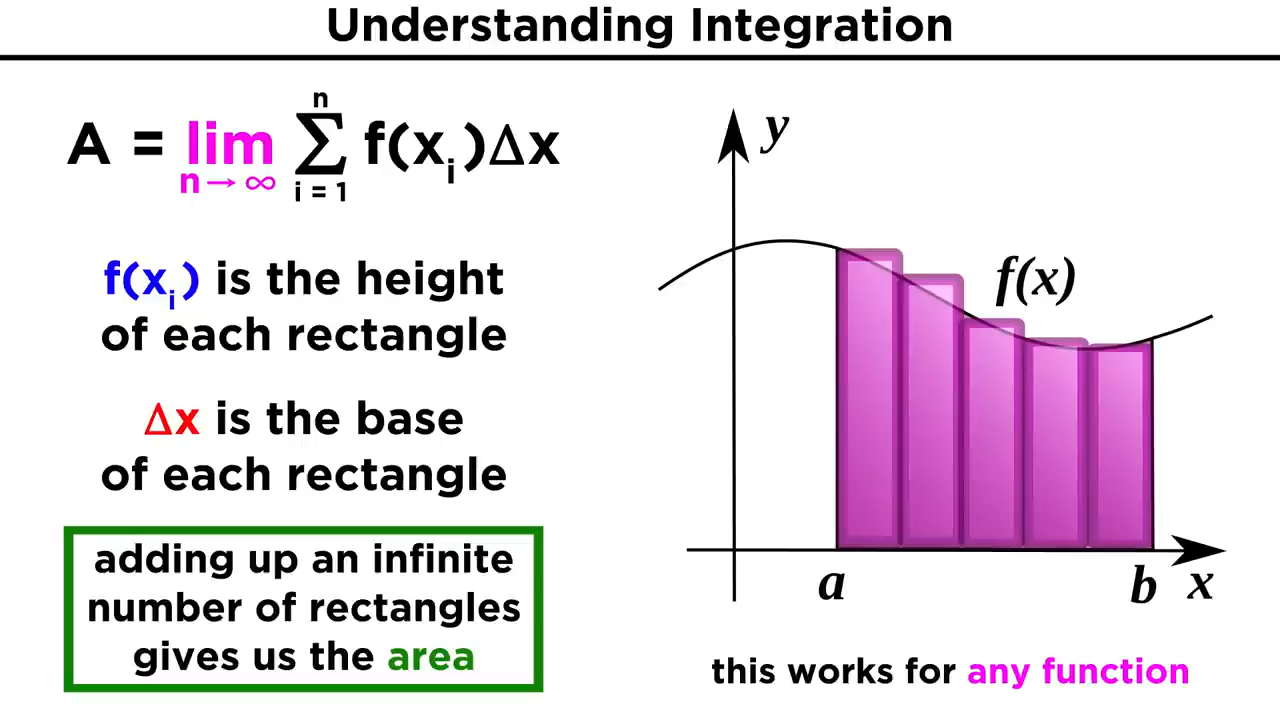 Understanding Integration
A = lim n→∞ n Σ i = 1 f(xᵢ)Δx
f(xᵢ) is the height
of each rectangle
Δx is the base
of each rectangle
adding up an infinite
number of rectangles
gives us the area
y
f(x)
a
b
x
this works for any function